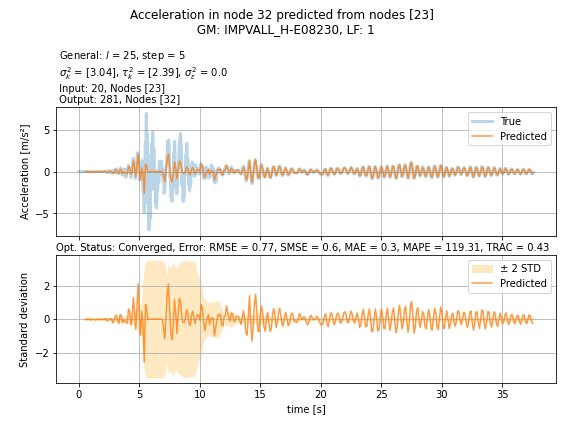 Acceleration in node 32 predicted from nodes [23]
GM: IMPVALL_H-E08230, LF: 1
General: l = 25, step = 5
σ²ₖ = [3.04], τ²ₖ = [2.39], σ²ε = 0.0
Input: 20, Nodes [23]
Output: 281, Nodes [32]
Acceleration [m/s²]
5
0
−5
True
Predicted
Opt. Status: Converged, Error: RMSE = 0.77, SMSE = 0.6, MAE = 0.3, MAPE = 119.31, TRAC = 0.43
Standard deviation
2
0
−2
± 2 STD
Predicted
0 5 10 15 20 25 30 35
time [s]